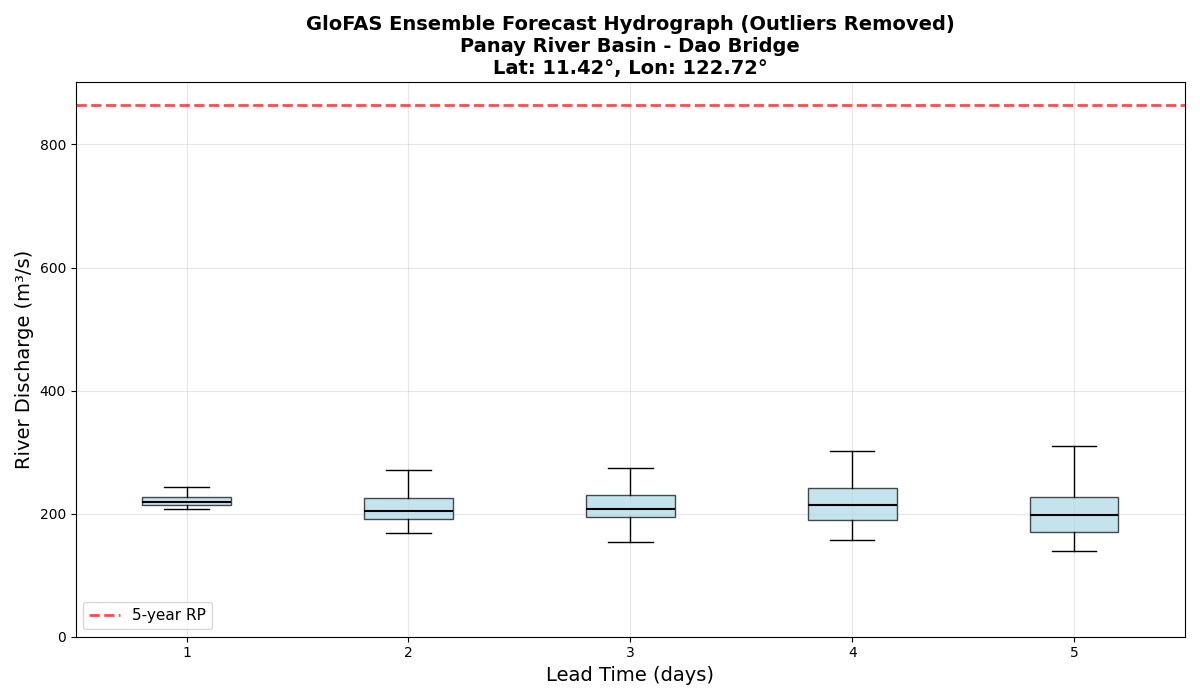 GloFAS Ensemble Forecast Hydrograph (Outliers Removed)
Panay River Basin - Dao Bridge
Lat: 11.42°, Lon: 122.72°
River Discharge (m³/s)
800
600
400
200
0
5-year RP
1 2 3 4 5
Lead Time (days)